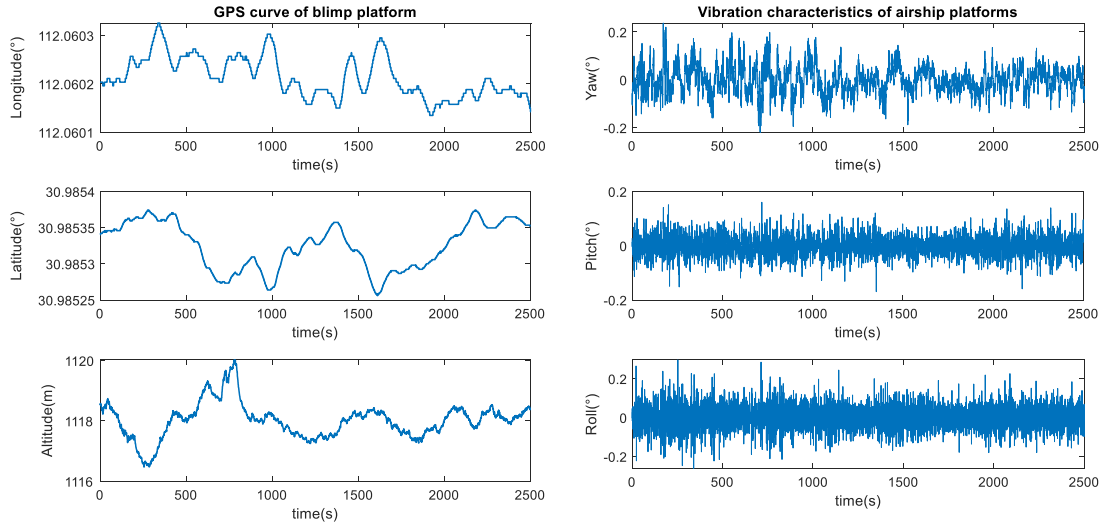 GPS curve of blimp platform
112.0603
112.0602
112.0601
Longitude(°)
0 500 1000 1500 2000 2500
time(s)
30.9854
30.98535
30.9853
30.98525
Latitude(°)
0 500 1000 1500 2000 2500
time(s)
1120
1118
1116
Altitude(m)
0 500 1000 1500 2000 2500
time(s)
Vibration characteristics of airship platforms
0.2
0
-0.2
Yaw(°)
0 500 1000 1500 2000 2500
time(s)
0.2
0
-0.2
Pitch(°)
0 500 1000 1500 2000 2500
time(s)
0.2
0
-0.2
Roll(°)
0 500 1000 1500 2000 2500
time(s)